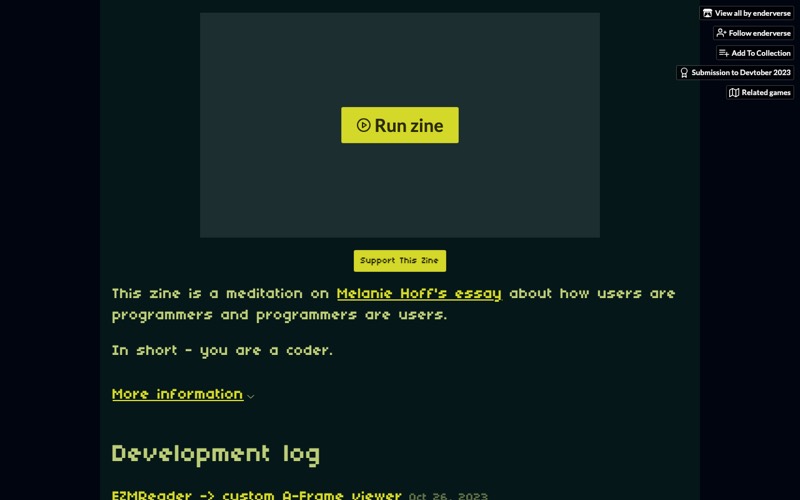 View all by enderverse
Follow enderverse
Add To Collection
Submission to Devtober 2023
Related games
Run zine
Support This Zine
This zine is a meditation on Melanie Hoff's essay about how users are
programmers and programmers are users.
In short - you are a coder.
More information
Development log
EZMReader -> custom A-Frame viewer Oct 26, 2023